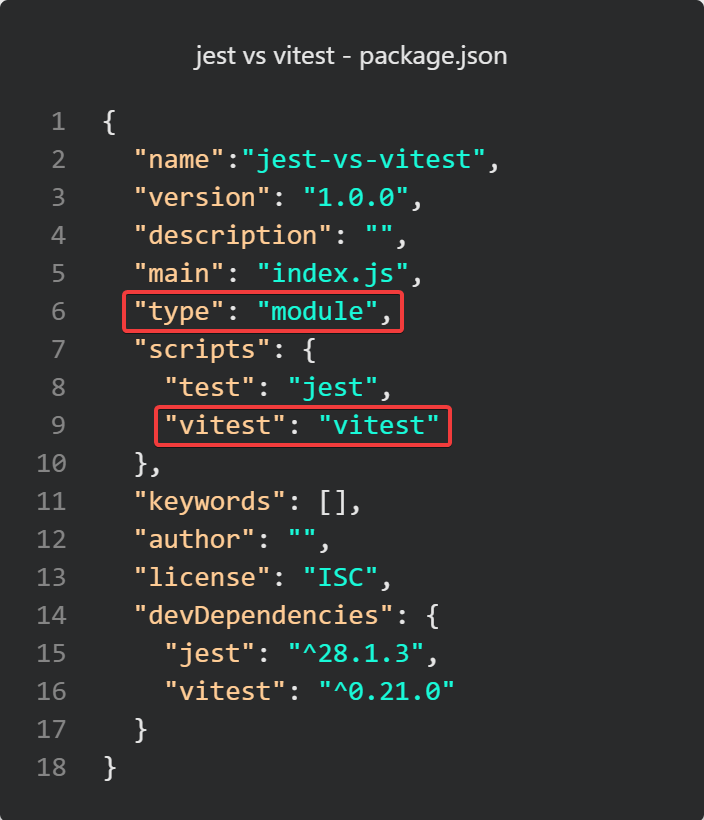 jest vs vitest - package.json
1 {
2   "name":"jest-vs-vitest",
3   "version": "1.0.0",
4   "description": "",
5   "main": "index.js",
6   "type": "module",
7   "scripts": {
8     "test": "jest",
9     "vitest": "vitest"
10   },
11   "keywords": [],
12   "author": "",
13   "license": "ISC",
14   "devDependencies": {
15     "jest": "^28.1.3",
16     "vitest": "^0.21.0"
17   }
18 }